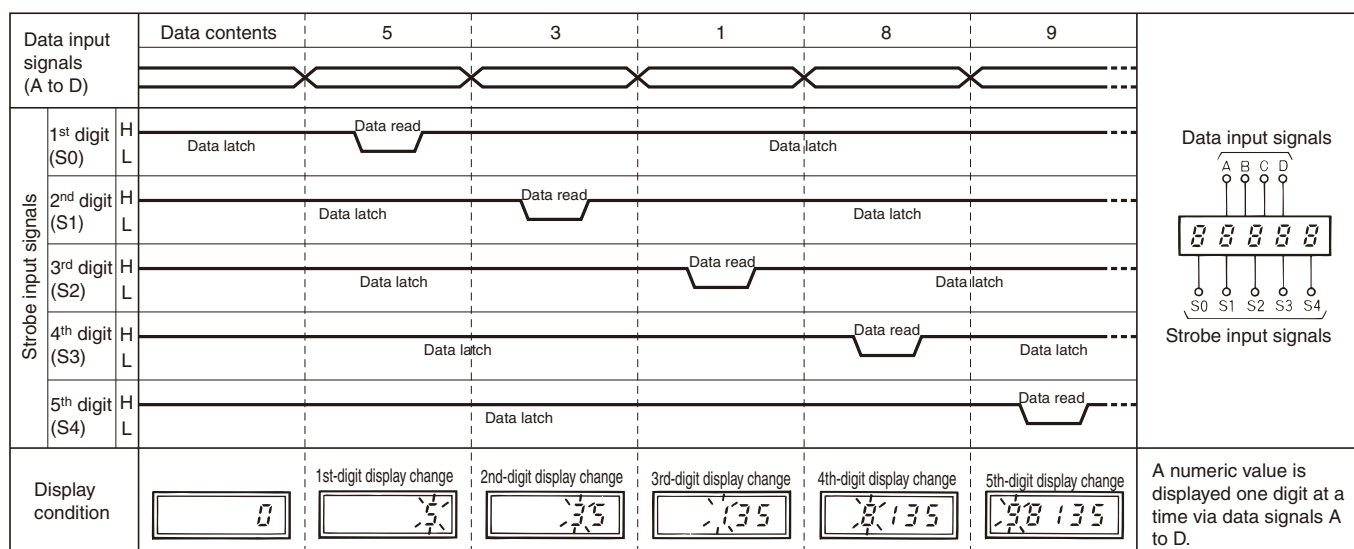 Data input
signals
(A to D)
Data contents
5
3
1
8
9
Strobe input signals
1st digit
(S0)
H
L
Data latch
Data read
Data latch
2nd digit
(S1)
H
L
Data latch
Data read
Data latch
3rd digit
(S2)
H
L
Data latch
Data read
Data latch
4th digit
(S3)
H
L
Data latch
Data read
Data latch
5th digit
(S4)
H
L
Data latch
Data read
Data input signals
A B C D
8 8 8 8 8
S0 S1 S2 S3 S4
Strobe input signals
Display
condition
0
1st-digit display change
5
2nd-digit display change
35
3rd-digit display change
135
4th-digit display change
8135
5th-digit display change
98135
A numeric value is
displayed one digit at a
time via data signals A
to D.